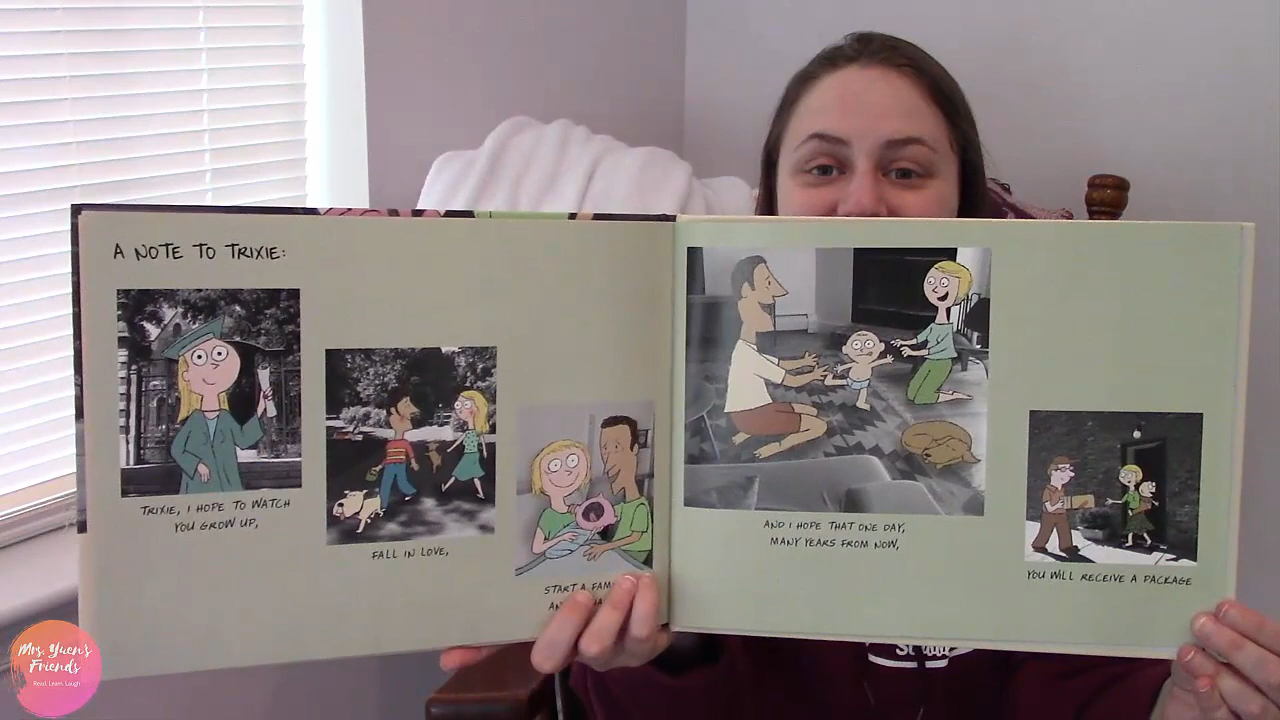 A NOTE TO TRIXIE:
TRIXIE, I HOPE TO WATCH
YOU GROW UP,
FALL IN LOVE,
START A
AND I HOPE THAT ONE DAY,
MANY YEARS FROM NOW,
YOU WILL RECEIVE A PACKAGE
Mrs. Yuen's
Friends
Read. Learn. Laugh